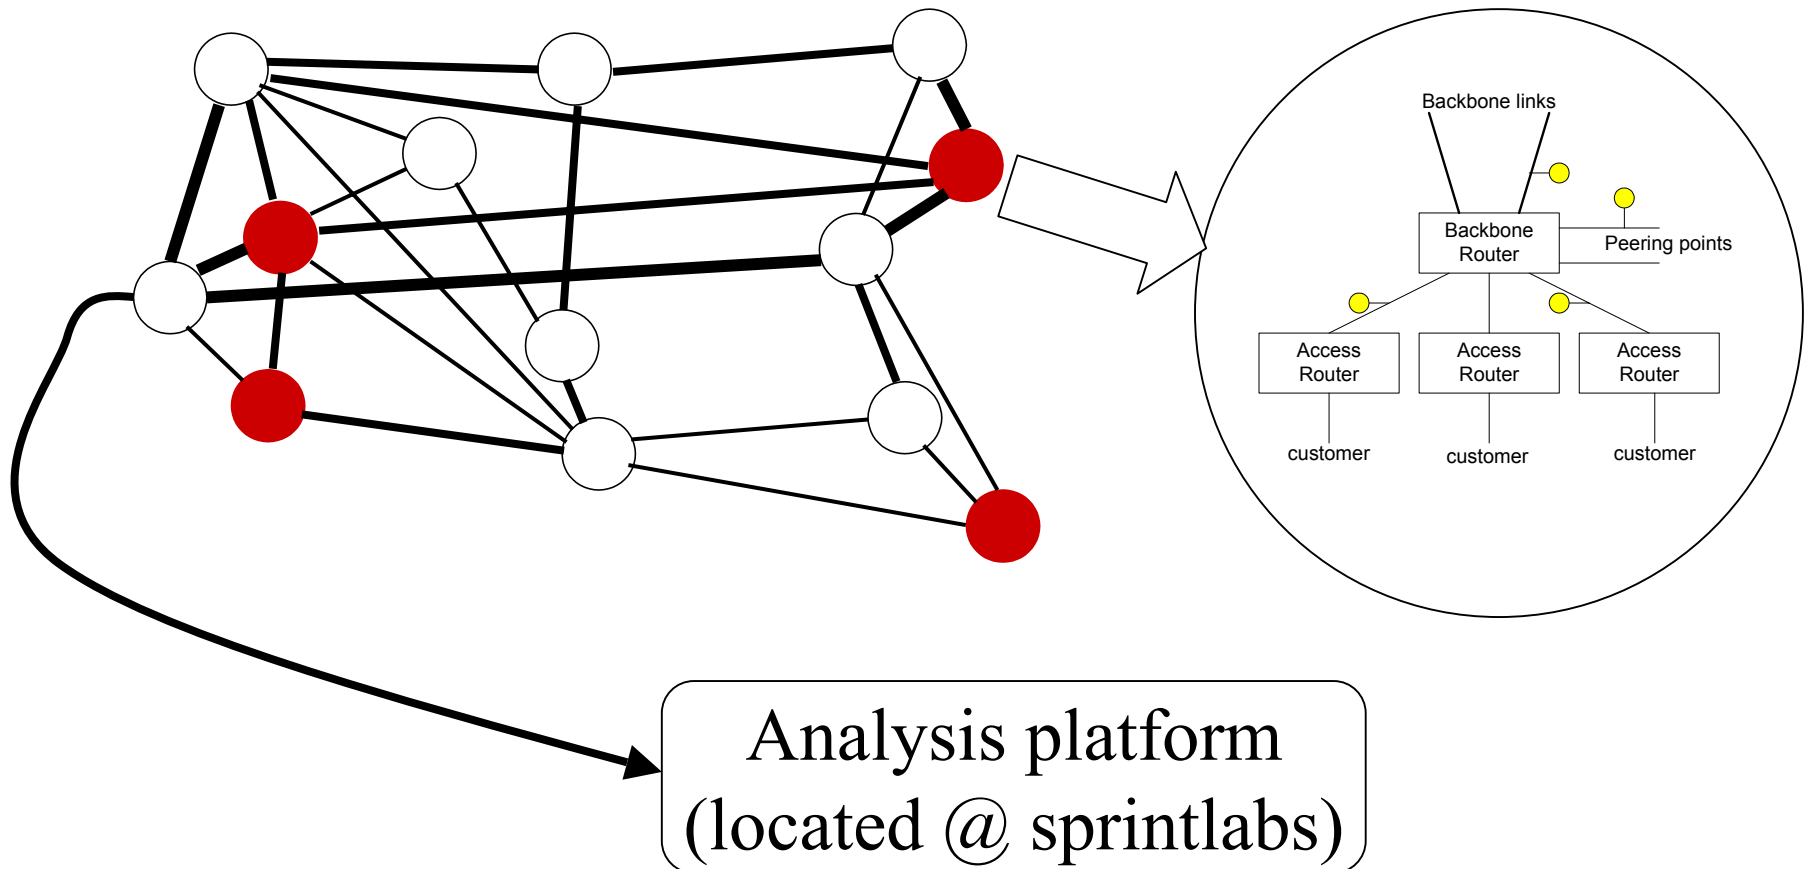 Backbone links
Backbone
Router
Peering points
Access
Router
Access
Router
Access
Router
customer
customer
customer
Analysis platform
(located @ sprintlabs)